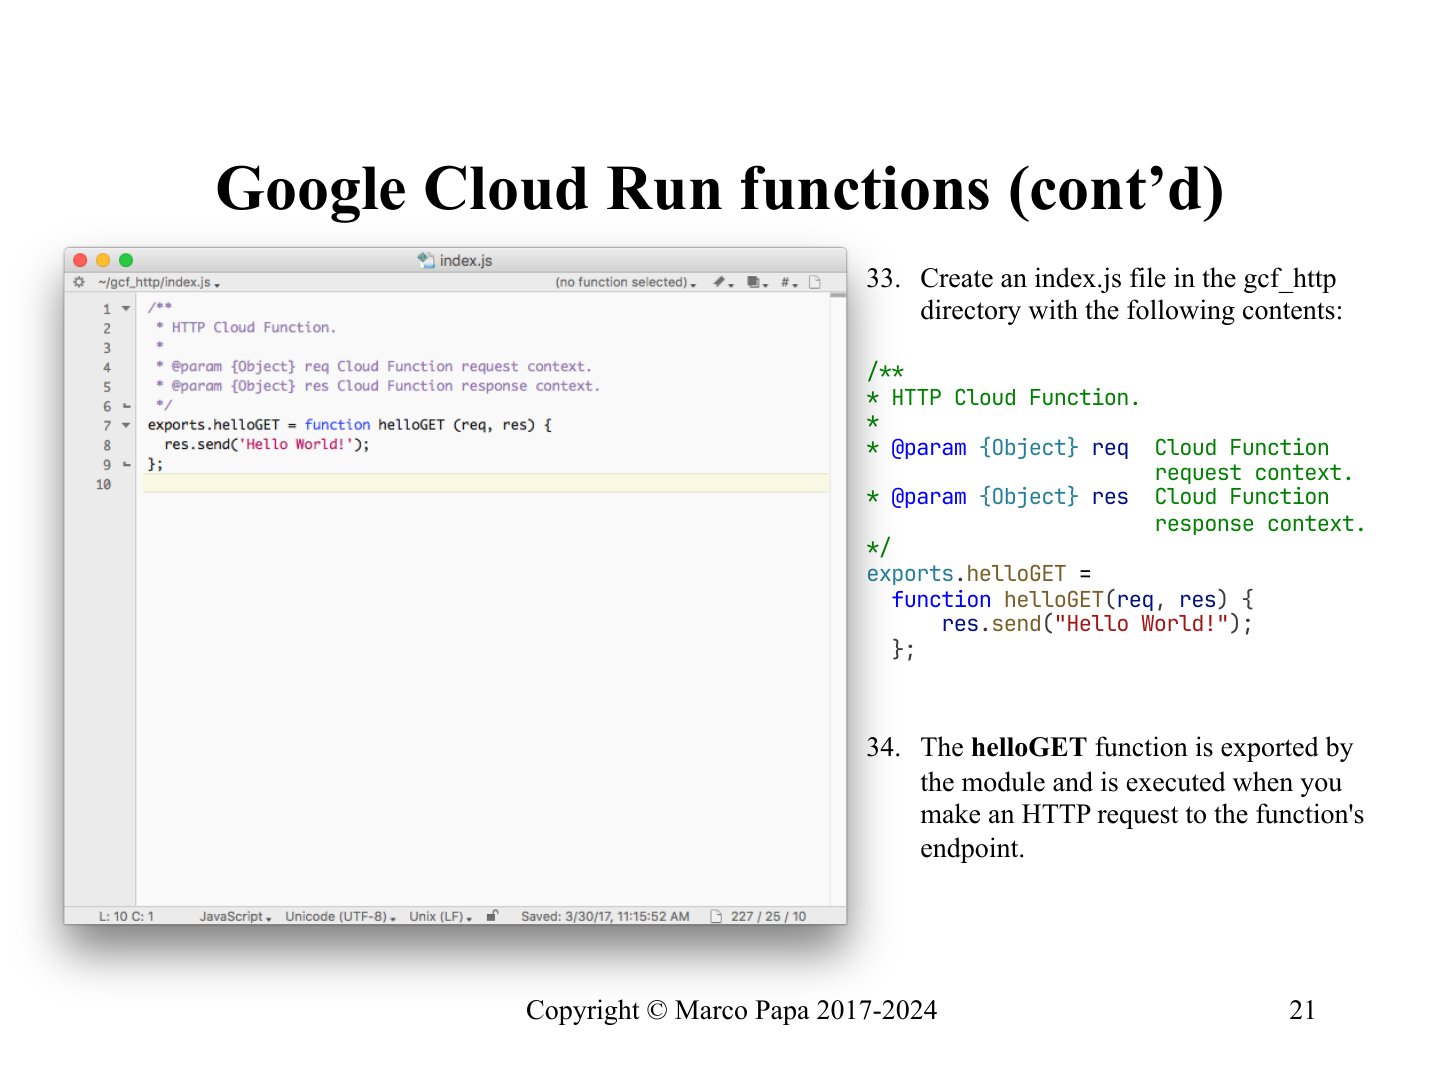 Google Cloud Run functions (cont’d)
index.js
~/gcf_http/index.js
(no function selected)
#
1 /**
2  * HTTP Cloud Function.
3  *
4  * @param {Object} req Cloud Function request context.
5  * @param {Object} res Cloud Function response context.
6  */
7 exports.helloGET = function helloGET (req, res) {
8   res.send('Hello World!');
9 };
10
L: 10 C: 1 JavaScript Unicode (UTF-8) Unix (LF) Saved: 3/30/17, 11:15:52 AM 227 / 25 / 10
33. Create an index.js file in the gcf_http
directory with the following contents:
/**
* HTTP Cloud Function.
*
* @param {Object} req Cloud Function
request context.
* @param {Object} res Cloud Function
response context.
*/
exports.helloGET =
function helloGET(req, res) {
res.send("Hello World!");
};
34. The helloGET function is exported by
the module and is executed when you
make an HTTP request to the function's
endpoint.
Copyright © Marco Papa 2017-2024
21